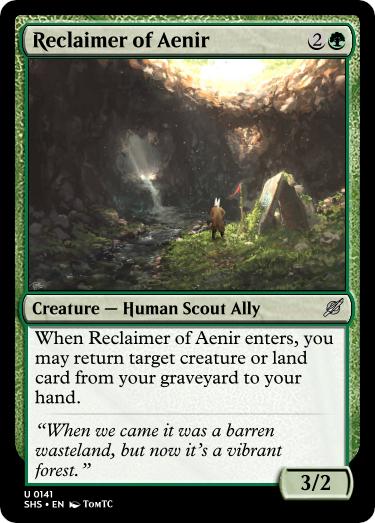 Reclaimer of Aenir 2
Creature — Human Scout Ally
When Reclaimer of Aenir enters, you
may return target creature or land
card from your graveyard to your
hand.
“When we came it was a barren
wasteland, but now it’s a vibrant
forest.”
3/2
U 0141
SHS • EN TomTC